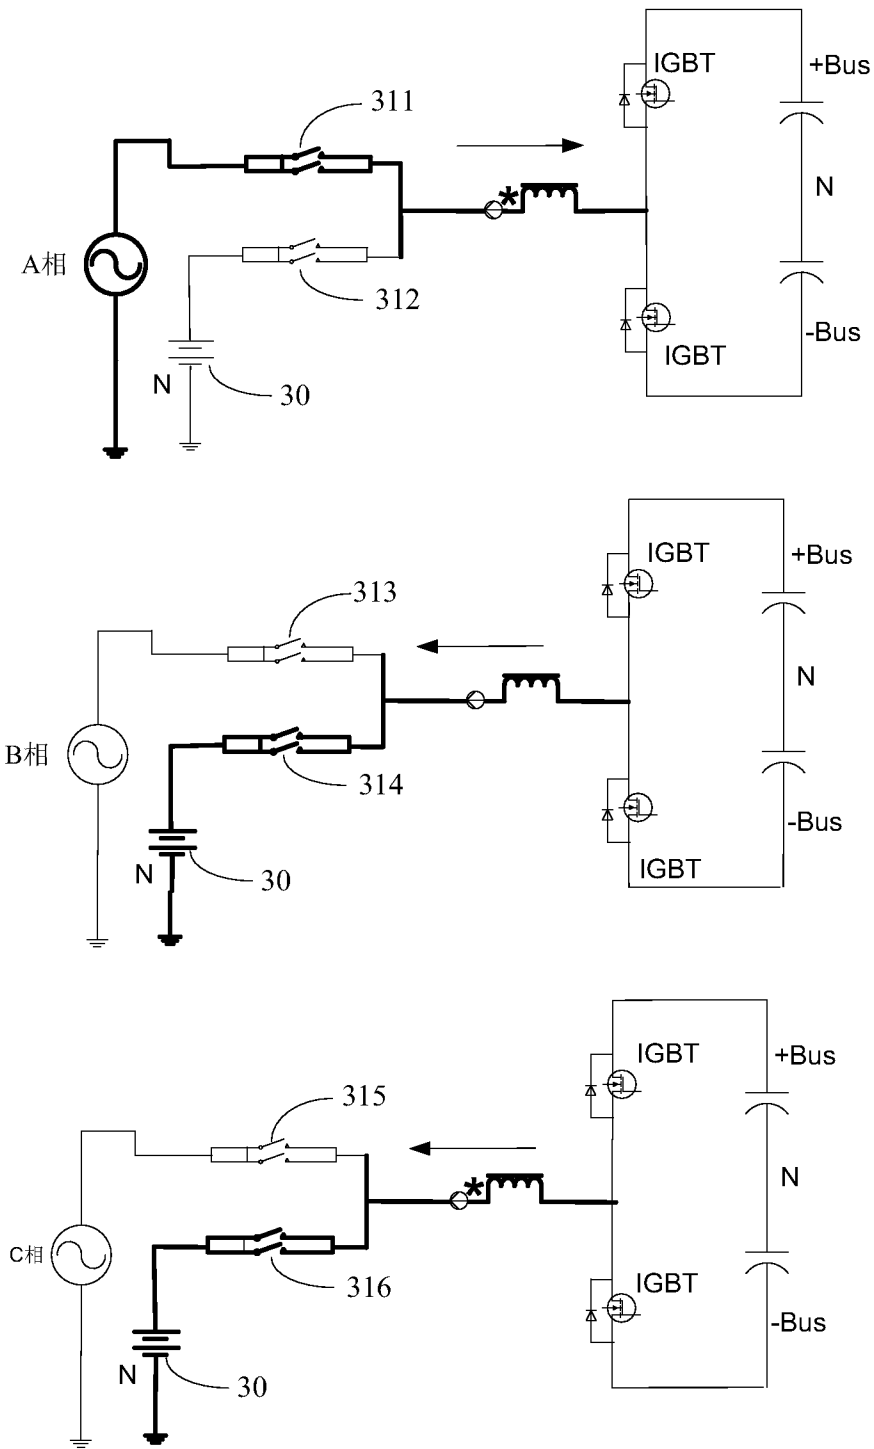 IGBT
+Bus
311
*
N
A相
312
-Bus
IGBT
N
30
IGBT
+Bus
313
N
B相
314
-Bus
N
30
IGBT
IGBT
+Bus
315
*
N
C相
316
IGBT
-Bus
N
30